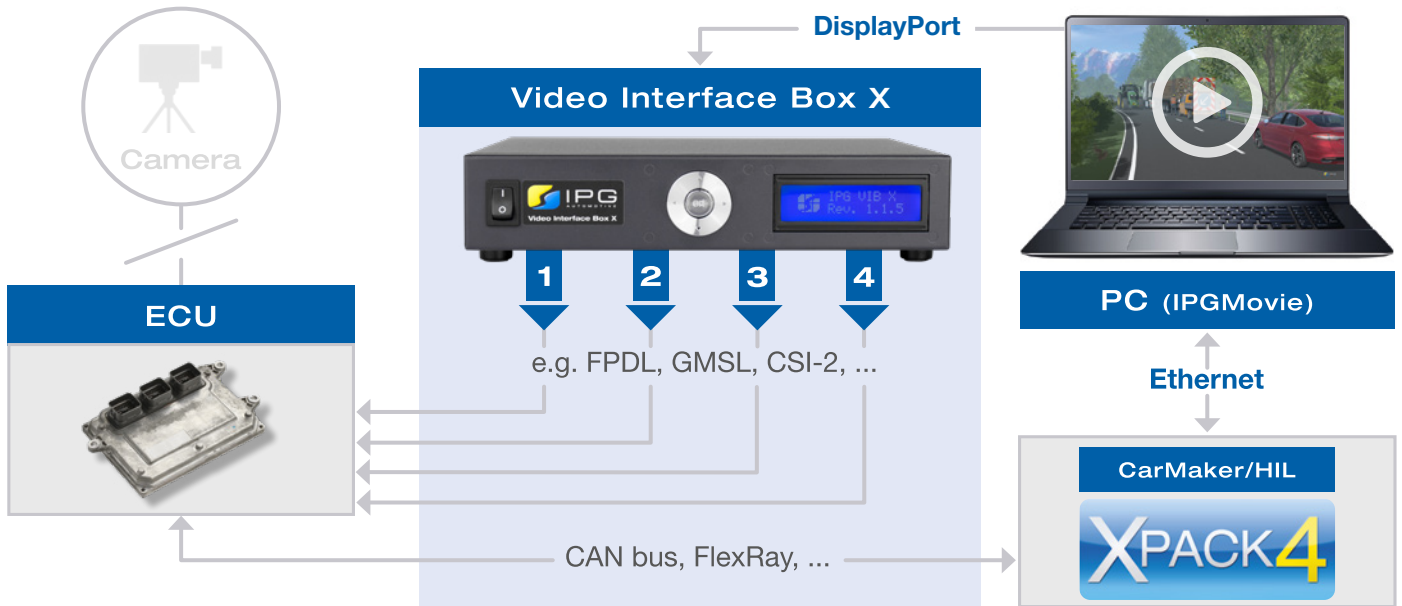 DisplayPort
Video Interface Box X
Camera
I
O
IPG
AUTOMOTIVE
Video Interface Box X
IPG VIB X
Rev. 1.1.5
1 2 3 4
ECU
PC (IPGMovie)
e.g. FPDL, GMSL, CSI-2, ...
Ethernet
CarMaker/HIL
XPACK4
CAN bus, FlexRay, ...